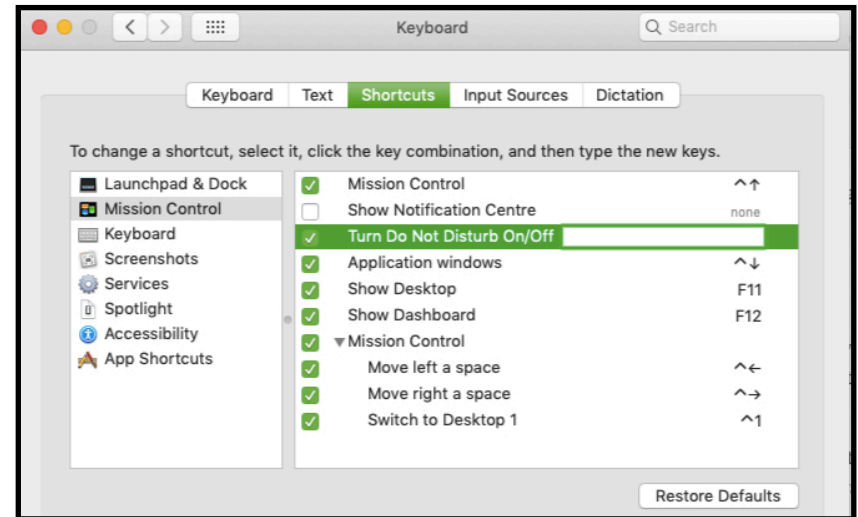 Keyboard
Search
Keyboard Text Shortcuts Input Sources Dictation
To change a shortcut, select it, click the key combination, and then type the new keys.
Launchpad & Dock
Mission Control
Keyboard
Screenshots
Services
Spotlight
Accessibility
App Shortcuts
Mission Control ^↑
Show Notification Centre none
Turn Do Not Disturb On/Off
Application windows ^↓
Show Desktop F11
Show Dashboard F12
Mission Control
Move left a space ^←
Move right a space ^→
Switch to Desktop 1 ^1
Restore Defaults